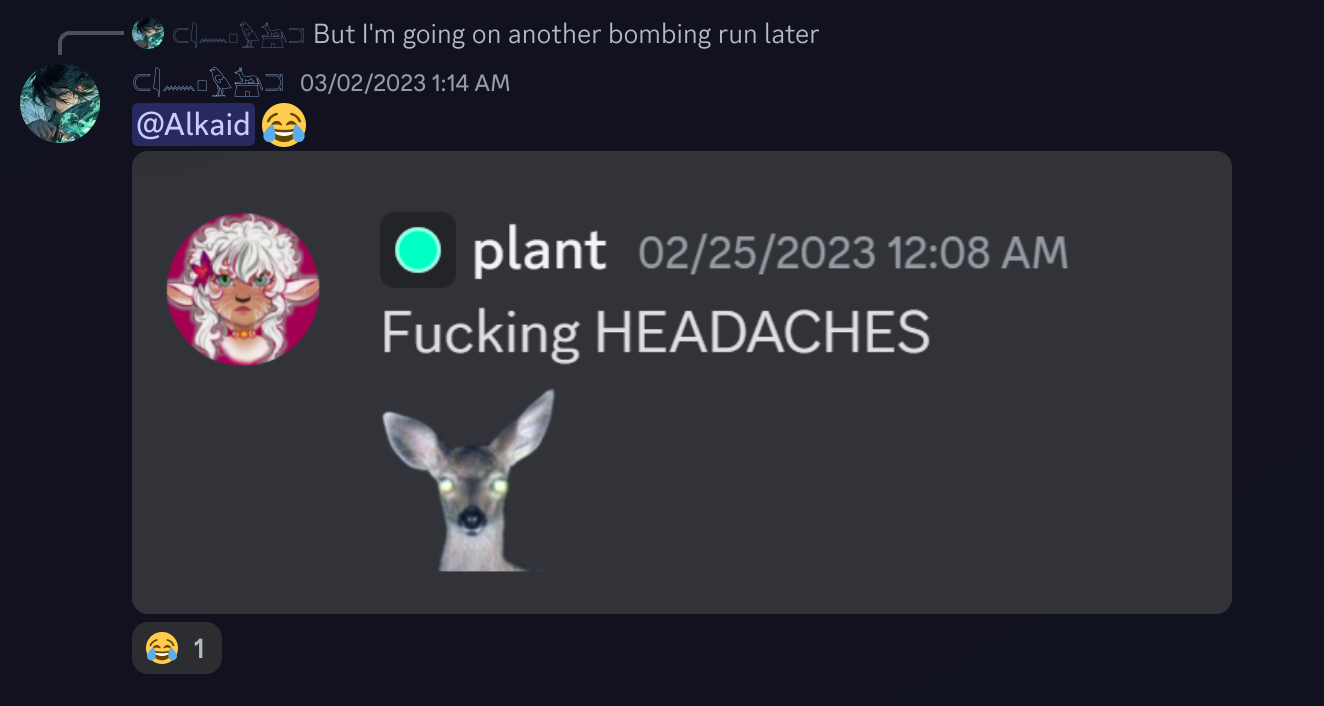 But I'm going on another bombing run later
03/02/2023 1:14 AM
@Alkaid 😂
plant 02/25/2023 12:08 AM
Fucking HEADACHES
😂 1